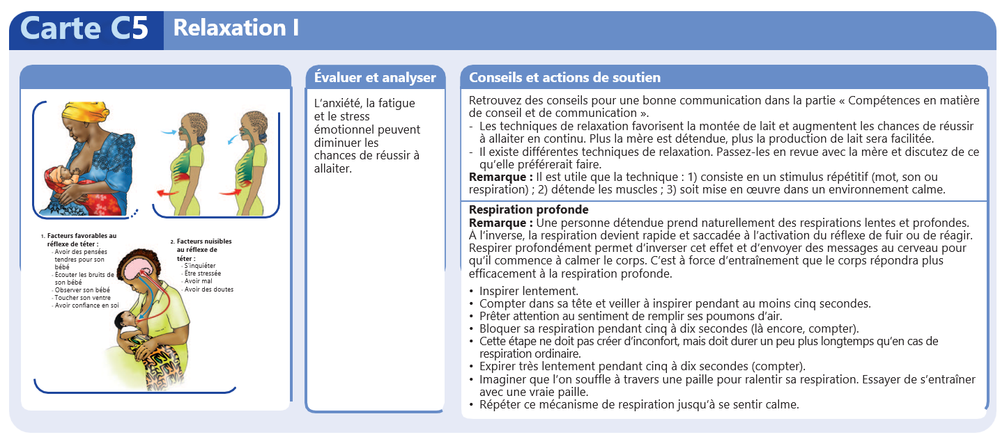 Carte C5
Relaxation I
1. Facteurs favorables au
réflexe de téter :
- Avoir des pensées
tendres pour son
bébé
- Écouter les bruits de
son bébé
- Observer son bébé
- Toucher son ventre
- Avoir confiance en soi
2. Facteurs nuisibles
au réflexe de
téter :
- S’inquiéter
- Être stressée
- Avoir mal
- Avoir des doutes
Évaluer et analyser
L’anxiété, la fatigue
et le stress
émotionnel peuvent
diminuer les
chances de réussir à
allaiter.
Conseils et actions de soutien
Retrouvez des conseils pour une bonne communication dans la partie « Compétences en matière
de conseil et de communication ».
- Les techniques de relaxation favorisent la montée de lait et augmentent les chances de réussir
à allaiter en continu. Plus la mère est détendue, plus la production de lait sera facilitée.
- Il existe différentes techniques de relaxation. Passez-les en revue avec la mère et discutez de ce
qu’elle préférerait faire.
Remarque : Il est utile que la technique : 1) consiste en un stimulus répétitif (mot, son ou
respiration) ; 2) détende les muscles ; 3) soit mise en œuvre dans un environnement calme.
Respiration profonde
Remarque : Une personne détendue prend naturellement des respirations lentes et profondes.
À l’inverse, la respiration devient rapide et saccadée à l’activation du réflexe de fuir ou de réagir.
Respirer profondément permet d’inverser cet effet et d’envoyer des messages au cerveau pour
qu’il commence à calmer le corps. C’est à force d’entraînement que le corps répondra plus
efficacement à la respiration profonde.
• Inspirer lentement.
• Compter dans sa tête et veiller à inspirer pendant au moins cinq secondes.
• Prêter attention au sentiment de remplir ses poumons d’air.
• Bloquer sa respiration pendant cinq à dix secondes (là encore, compter).
• Cette étape ne doit pas créer d’inconfort, mais doit durer un peu plus longtemps qu’en cas de
respiration ordinaire.
• Expirer très lentement pendant cinq à dix secondes (compter).
• Imaginer que l’on souffle à travers une paille pour ralentir sa respiration. Essayer de s’entraîner
avec une vraie paille.
• Répéter ce mécanisme de respiration jusqu’à se sentir calme.